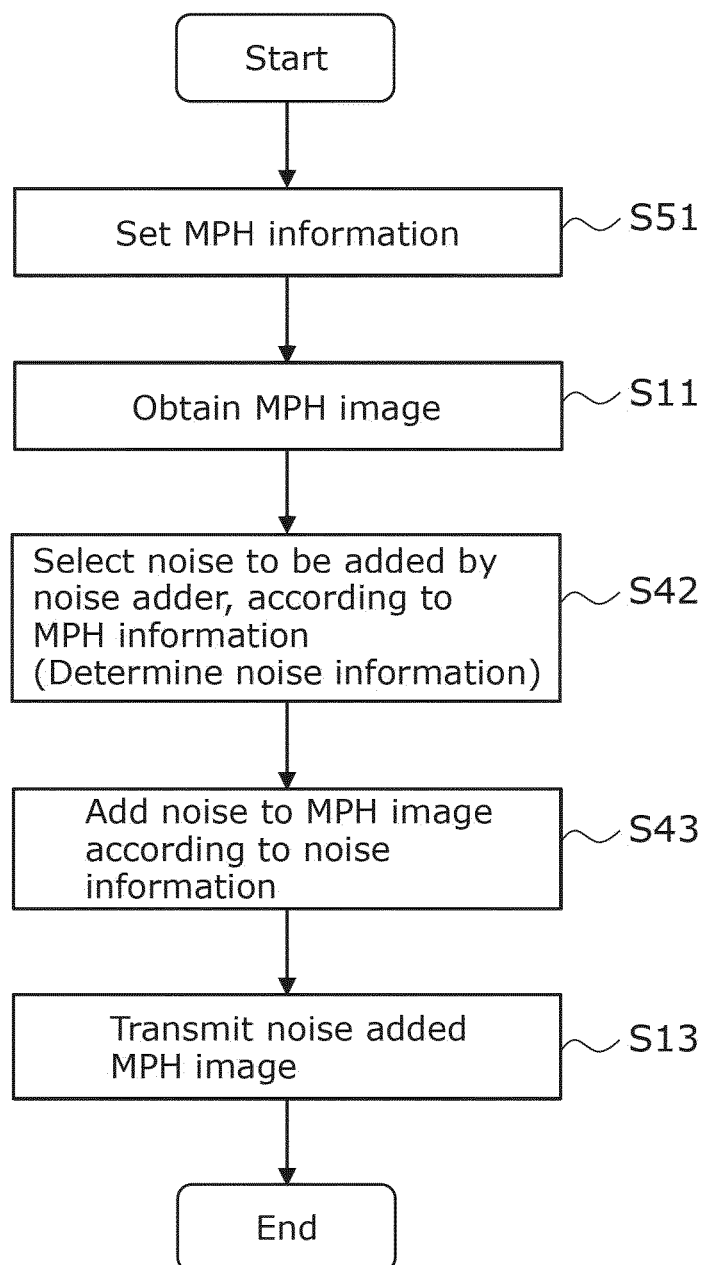 Start
Set MPH information
S51
Obtain MPH image
S11
Select noise to be added by
noise adder, according to
MPH information
(Determine noise information)
S42
Add noise to MPH image
according to noise
information
S43
Transmit noise added
MPH image
S13
End